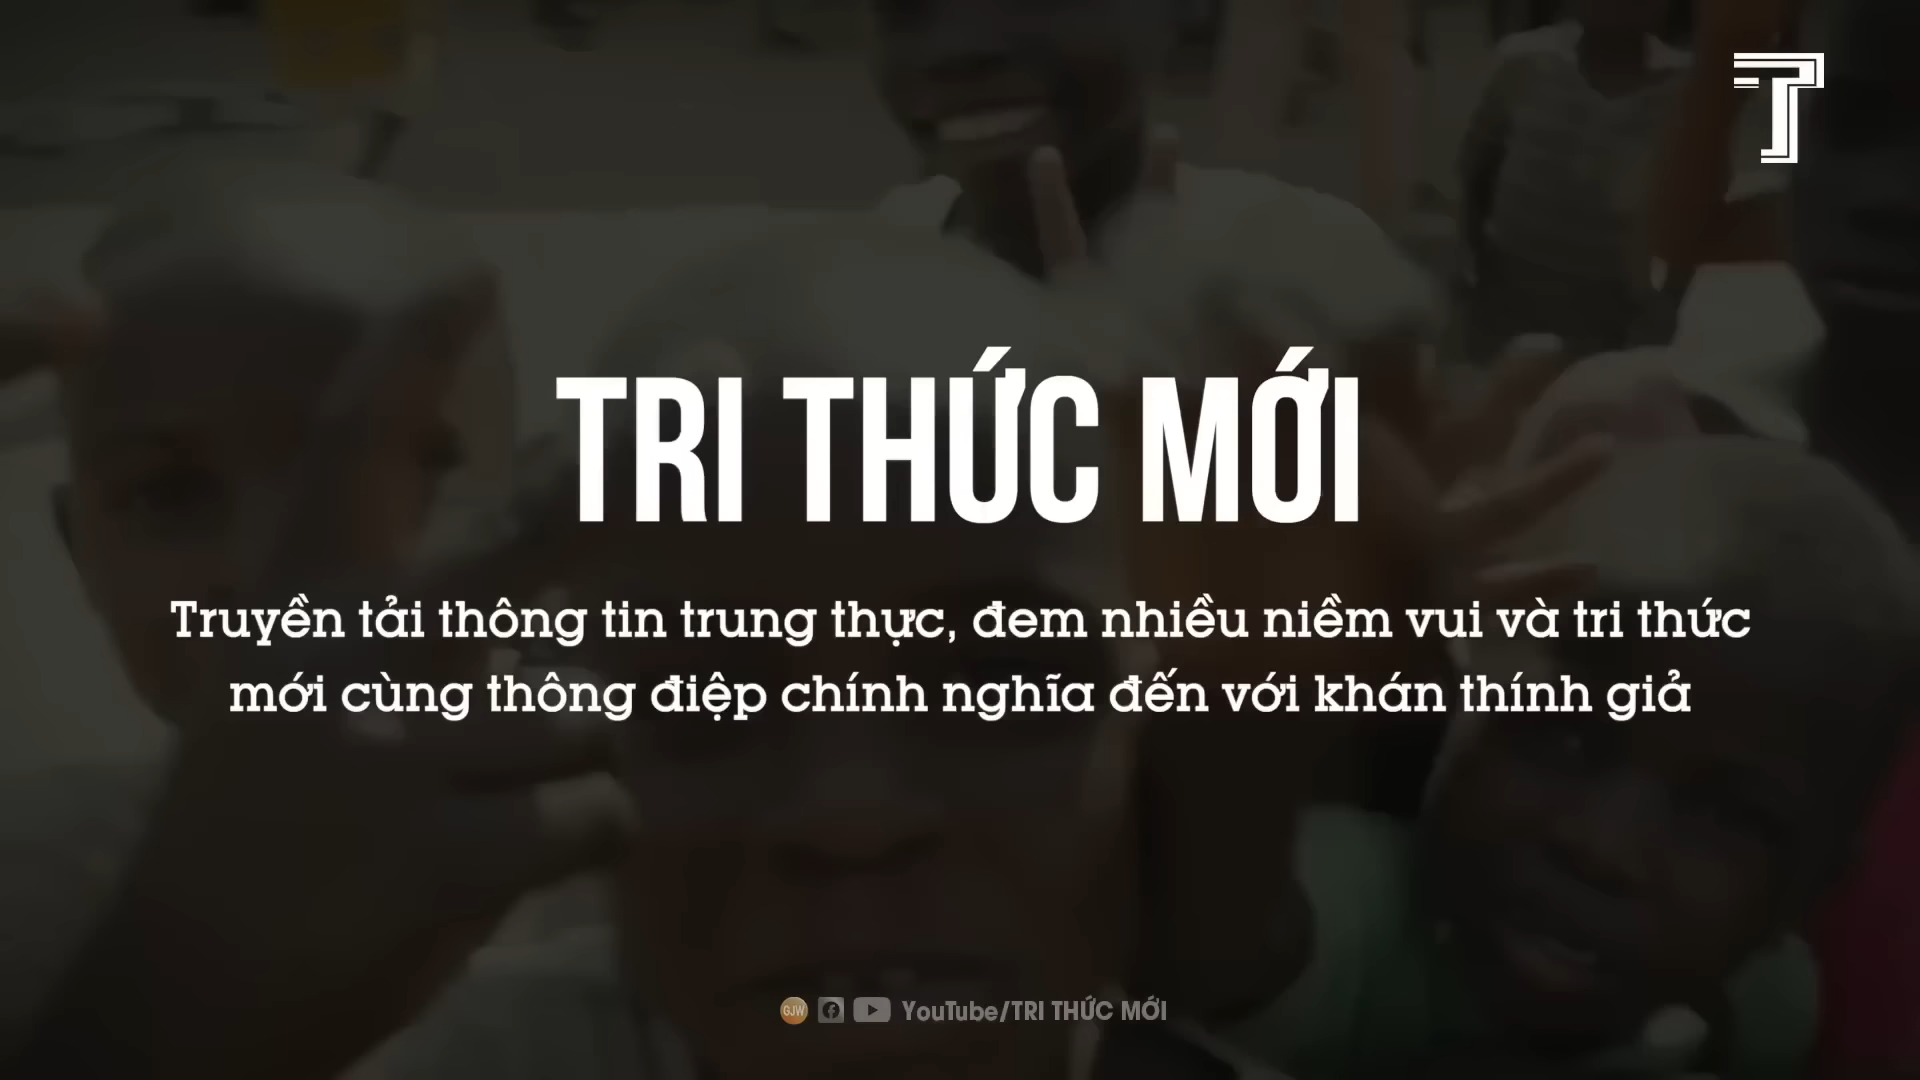 T
TRI THỨC MỚI
Truyền tải thông tin trung thực, đem nhiều niềm vui và tri thức
mới cùng thông điệp chính nghĩa đến với khán thính giả
GJW YouTube/TRI THỨC MỚI